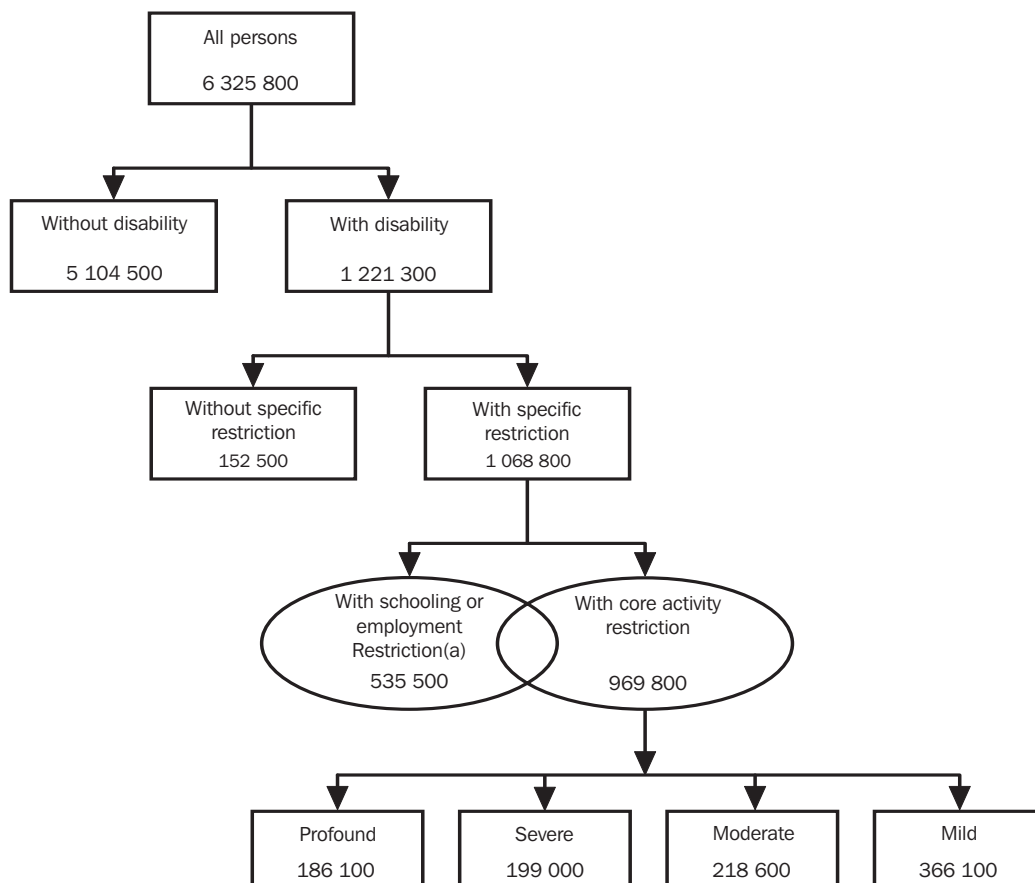 All persons
6 325 800
Without disability
5 104 500
With disability
1 221 300
Without specific
restriction
152 500
With specific
restriction
1 068 800
With schooling or
employment
Restriction(a)
535 500
With core activity
restriction
969 800
Profound
186 100
Severe
199 000
Moderate
218 600
Mild
366 100